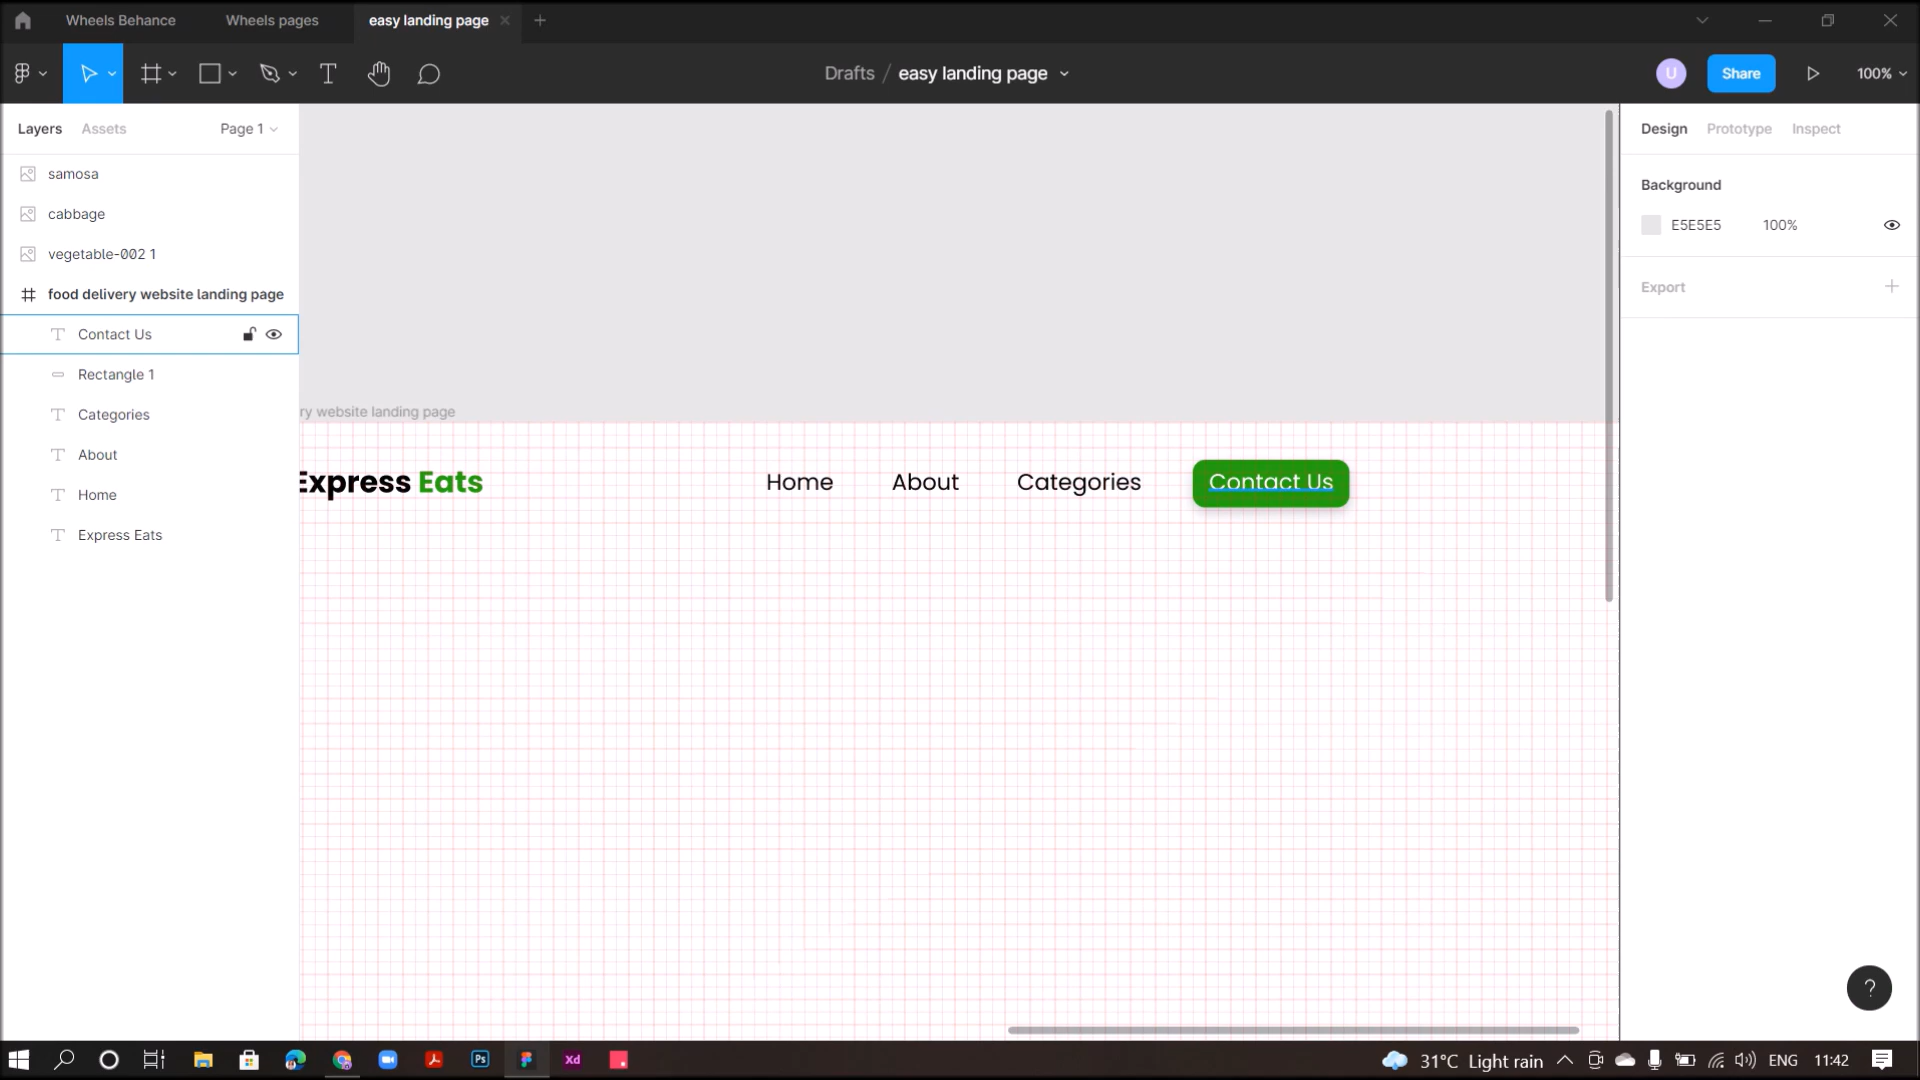 Wheels Behance
Wheels pages
easy landing page
Drafts / easy landing page
U
Share
100%
Layers
Assets
Page 1
samosa
cabbage
vegetable-002 1
food delivery website landing page
Contact Us
Rectangle 1
Categories
About
Home
Express Eats
ry website landing page
Express Eats
Home
About
Categories
Contact Us
Design
Prototype
Inspect
Background
E5E5E5
100%
Export
?
Ps
Xd
31°C Light rain
ENG
11:42